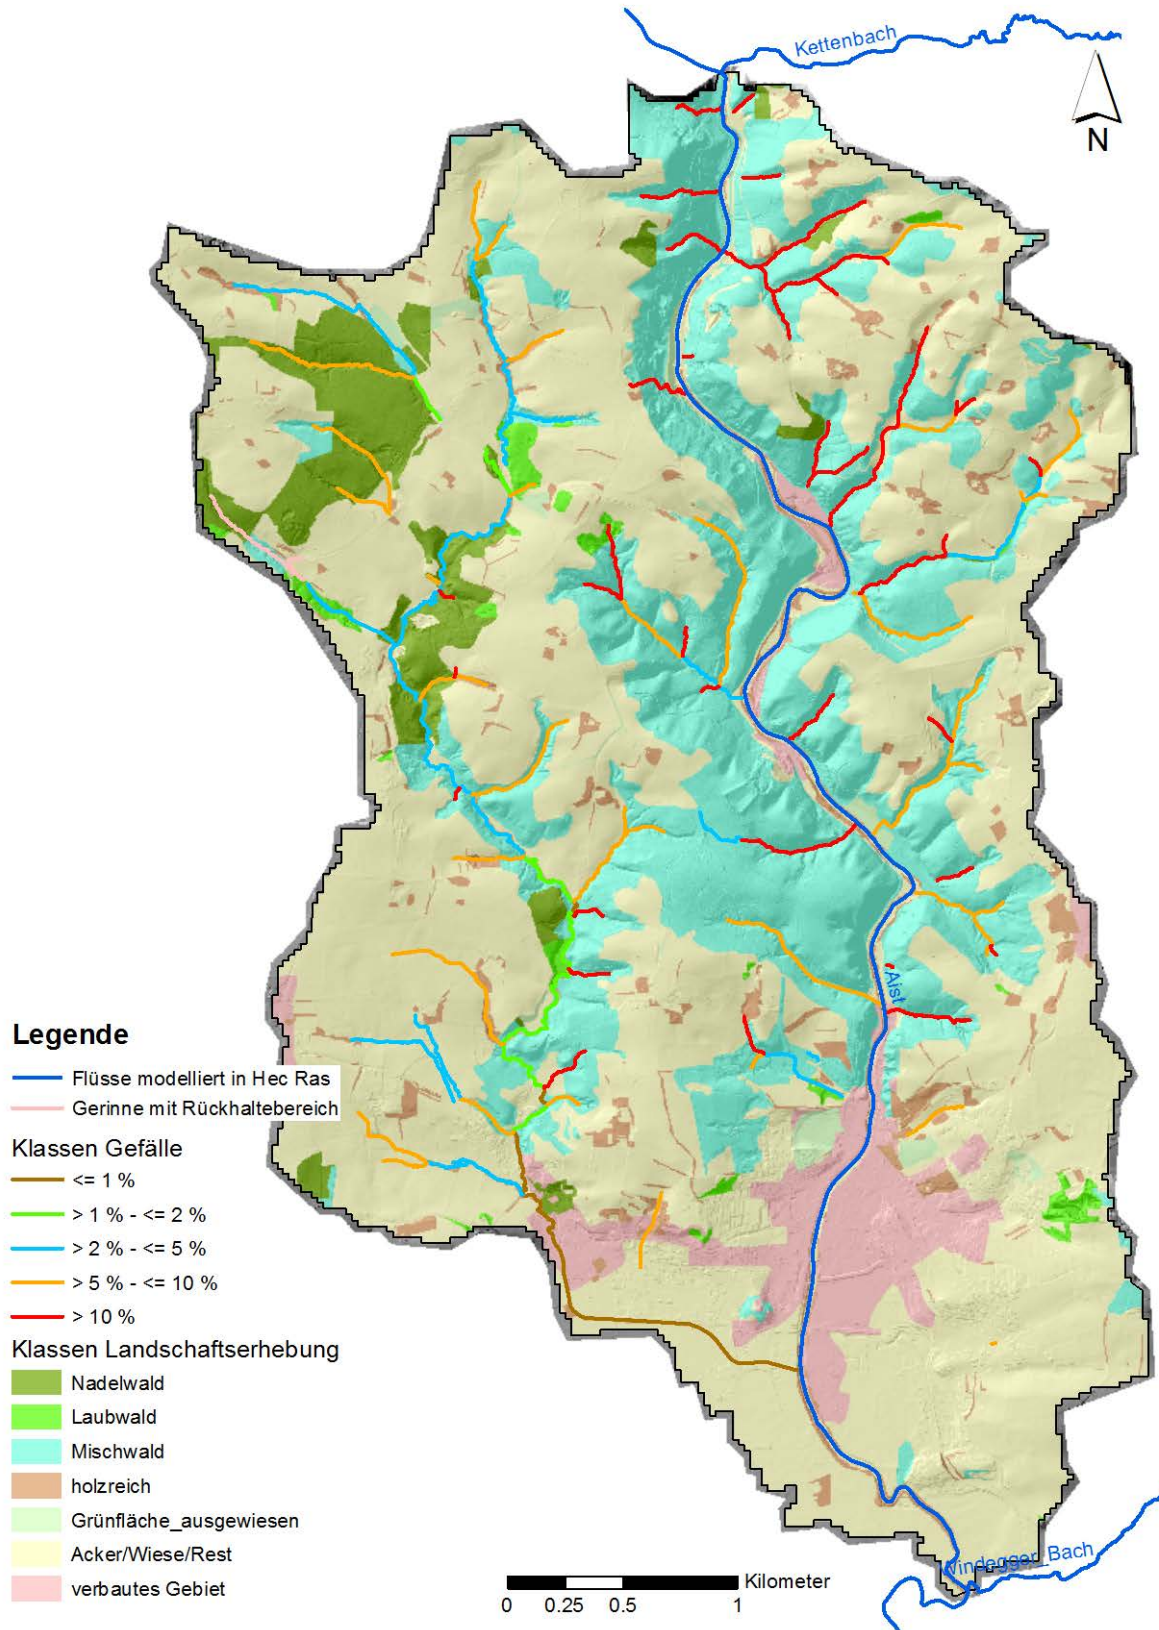 Kettenbach
N
Aist
Windegger_Bach
Legende
Flüsse modelliert in Hec Ras
Gerinne mit Rückhaltebereich
Klassen Gefälle
<= 1 %
> 1 % - <= 2 %
> 2 % - <= 5 %
> 5 % - <= 10 %
> 10 %
Klassen Landschaftserhebung
Nadelwald
Laubwald
Mischwald
holzreich
Grünfläche_ausgewiesen
Acker/Wiese/Rest
verbautes Gebiet
Kilometer
0 0.25 0.5 1